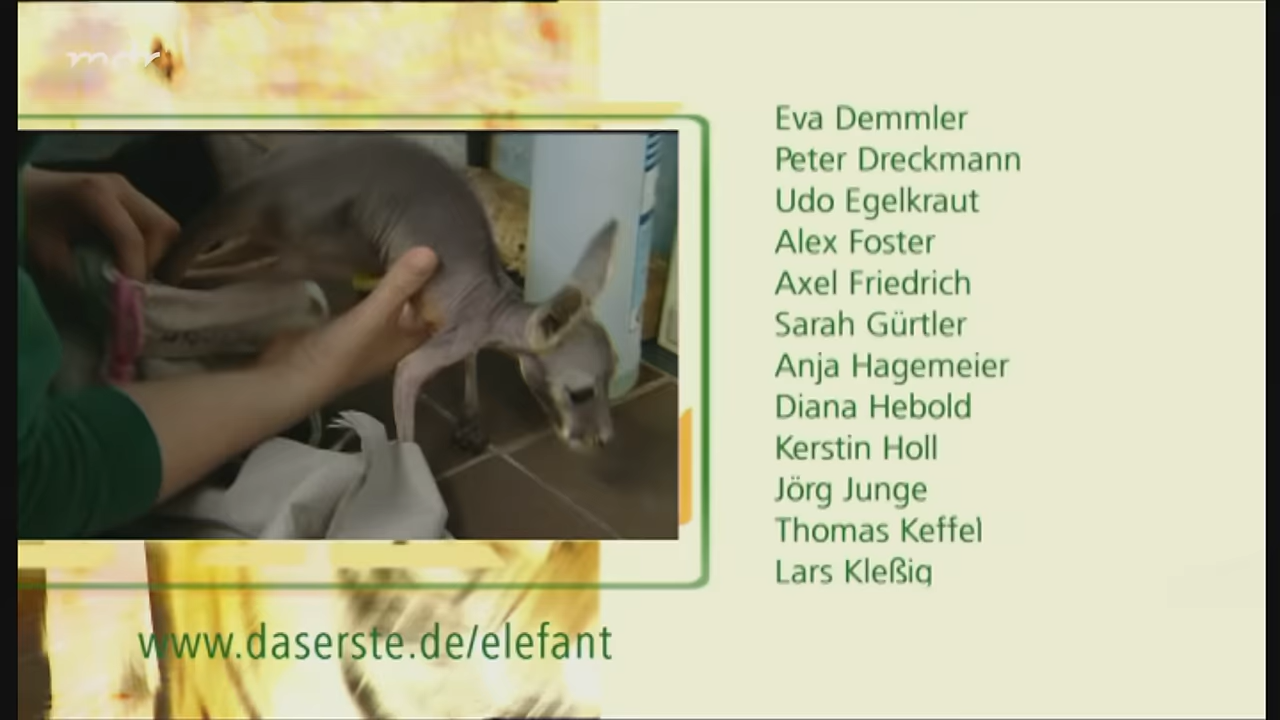 mdr
Eva Demmler
Peter Dreckmann
Udo Egelkraut
Alex Foster
Axel Friedrich
Sarah Gürtler
Anja Hagemeier
Diana Hebold
Kerstin Holl
Jörg Junge
Thomas Keffel
Lars Kleßig
www.daserste.de/elefant